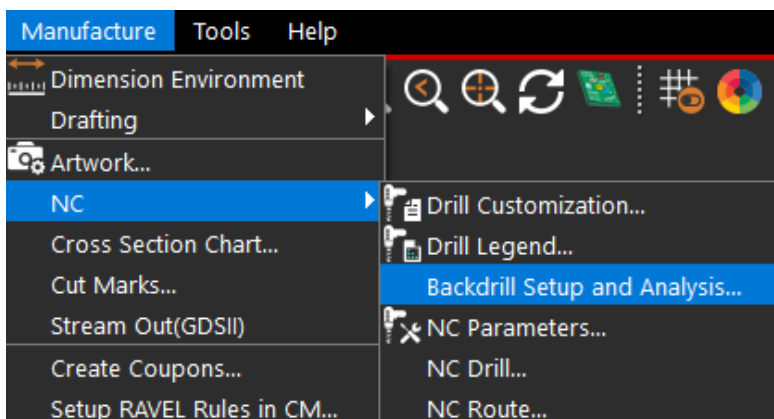 Manufacture Tools Help
Dimension Environment
Drafting
Artwork...
NC
Cross Section Chart...
Cut Marks...
Stream Out(GDSII)
Create Coupons...
Setup RAVEL Rules in CM...
Drill Customization...
Drill Legend...
Backdrill Setup and Analysis...
NC Parameters...
NC Drill...
NC Route...